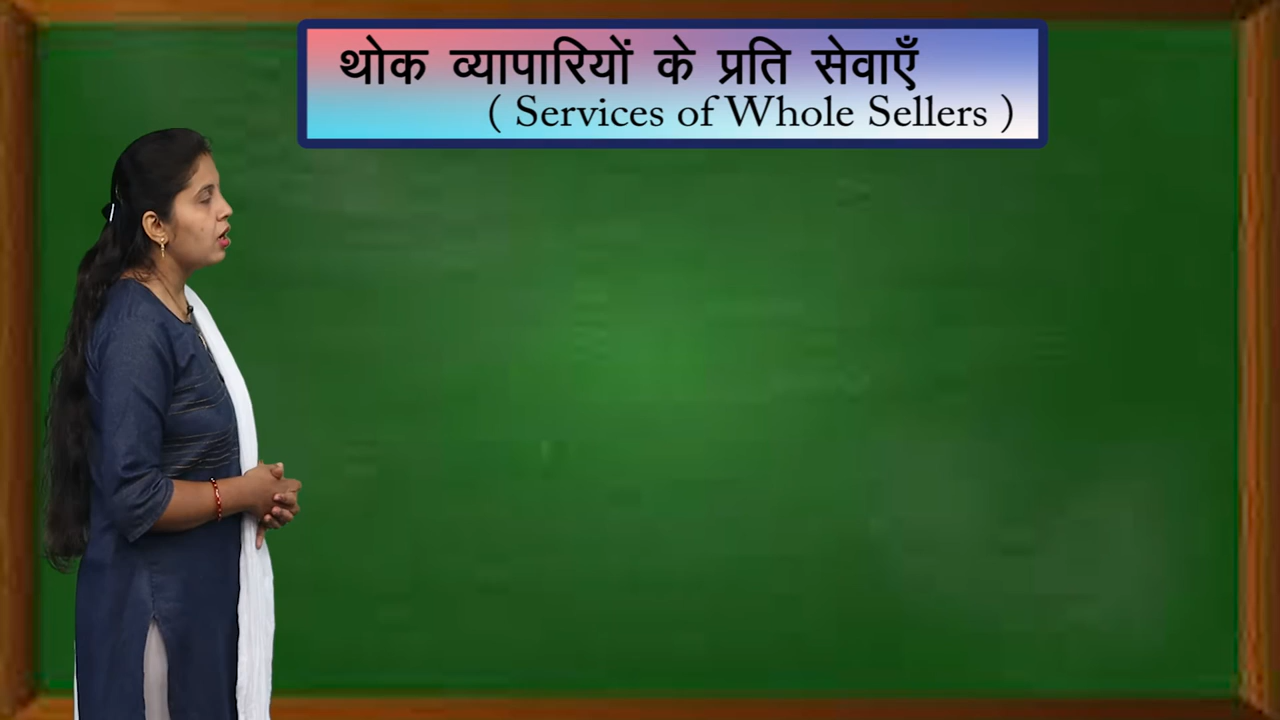 थोक व्यापारियों के प्रति सेवाएँ
( Services of Whole Sellers )